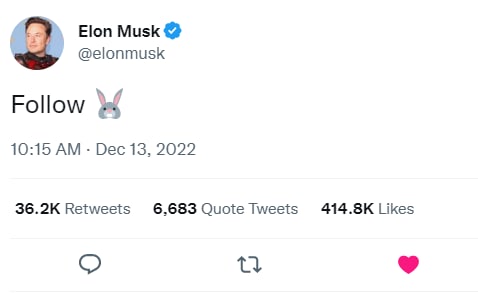 Elon Musk
@elonmusk
Follow 🐰
10:15 AM · Dec 13, 2022
36.2K Retweets 6,683 Quote Tweets 414.8K Likes